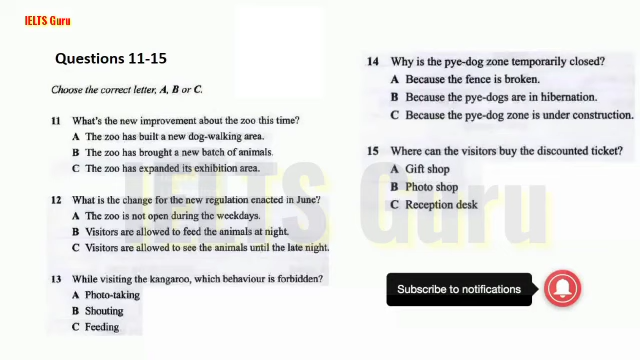 IELTS Guru
Questions 11-15
Choose the correct letter, A, B or C.
11 What's the new improvement about the zoo this time?
A The zoo has built a new dog-walking area.
B The zoo has brought a new batch of animals.
C The zoo has expanded its exhibition area.
12 What is the change for the new regulation enacted in June?
A The zoo is not open during the weekdays.
B Visitors are allowed to feed the animals at night.
C Visitors are allowed to see the animals until the late night.
13 While visiting the kangaroo, which behaviour is forbidden?
A Photo-taking
B Shouting
C Feeding
14 Why is the pye-dog zone temporarily closed?
A Because the fence is broken.
B Because the pye-dogs are in hibernation.
C Because the pye-dog zone is under construction.
15 Where can the visitors buy the discounted ticket?
A Gift shop
B Photo shop
C Reception desk
IELTS Guru
Subscribe to notifications